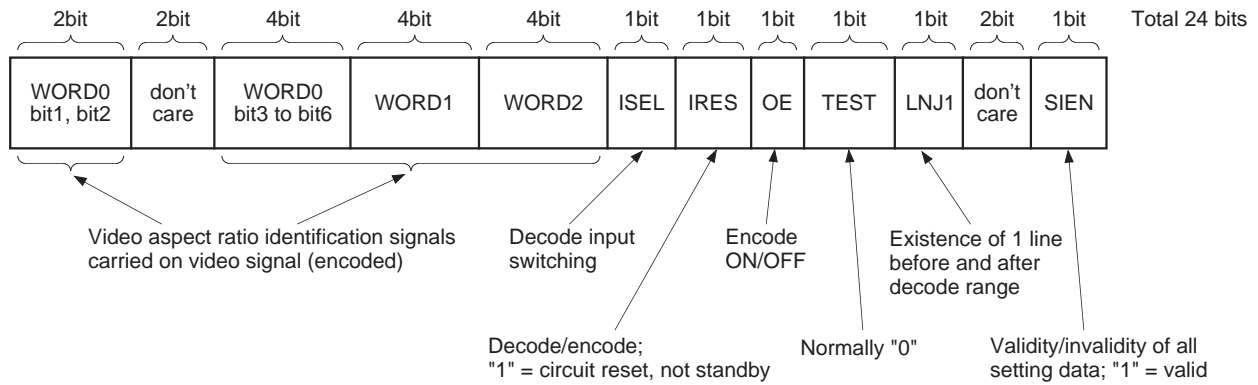 2bit 2bit 4bit 4bit 4bit 1bit 1bit 1bit 1bit 1bit 2bit 1bit Total 24 bits
WORD0
bit1, bit2
don't
care
WORD0
bit3 to bit6
WORD1
WORD2
ISEL
IRES
OE
TEST
LNJ1
don't
care
SIEN
Video aspect ratio identification signals
carried on video signal (encoded)
Decode input
switching
Encode
ON/OFF
Existence of 1 line
before and after
decode range
Decode/encode;
"1" = circuit reset, not standby
Normally "0"
Validity/invalidity of all
setting data; "1" = valid